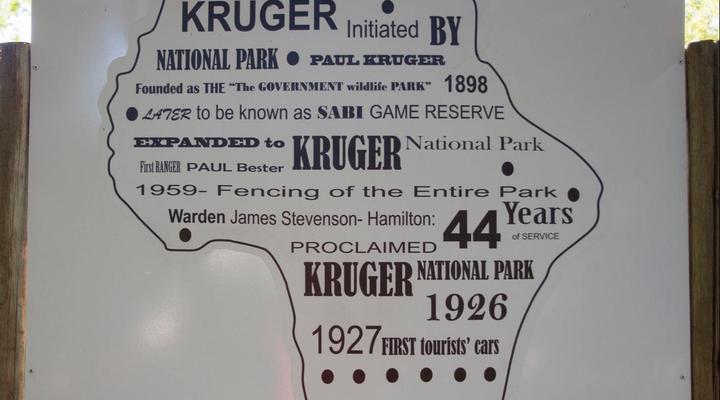 KRUGER Initiated BY
NATIONAL PARK • PAUL KRUGER
Founded as THE "The GOVERNMENT wildlife PARK" 1898
• LATER to be known as SABI GAME RESERVE
EXPANDED to KRUGER National Park
First RANGER PAUL Bester
1959- Fencing of the Entire Park
Warden James Stevenson- Hamilton: 44 Years of SERVICE
PROCLAIMED
KRUGER NATIONAL PARK
1926
1927 FIRST tourists' cars